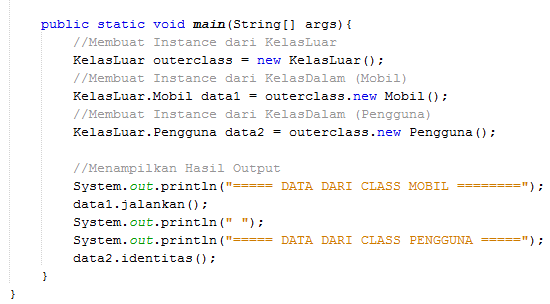 public static void main(String[] args){
//Membuat Instance dari KelasLuar
KelasLuar outerclass = new KelasLuar();
//Membuat Instance dari KelasDalam (Mobil)
KelasLuar.Mobil data1 = outerclass.new Mobil();
//Membuat Instance dari KelasDalam (Pengguna)
KelasLuar.Pengguna data2 = outerclass.new Pengguna();
//Menampilkan Hasil Output
System.out.println("===== DATA DARI CLASS MOBIL ========");
data1.jalankan();
System.out.println(" ");
System.out.println("===== DATA DARI CLASS PENGGUNA =====");
data2.identitas();
}
}